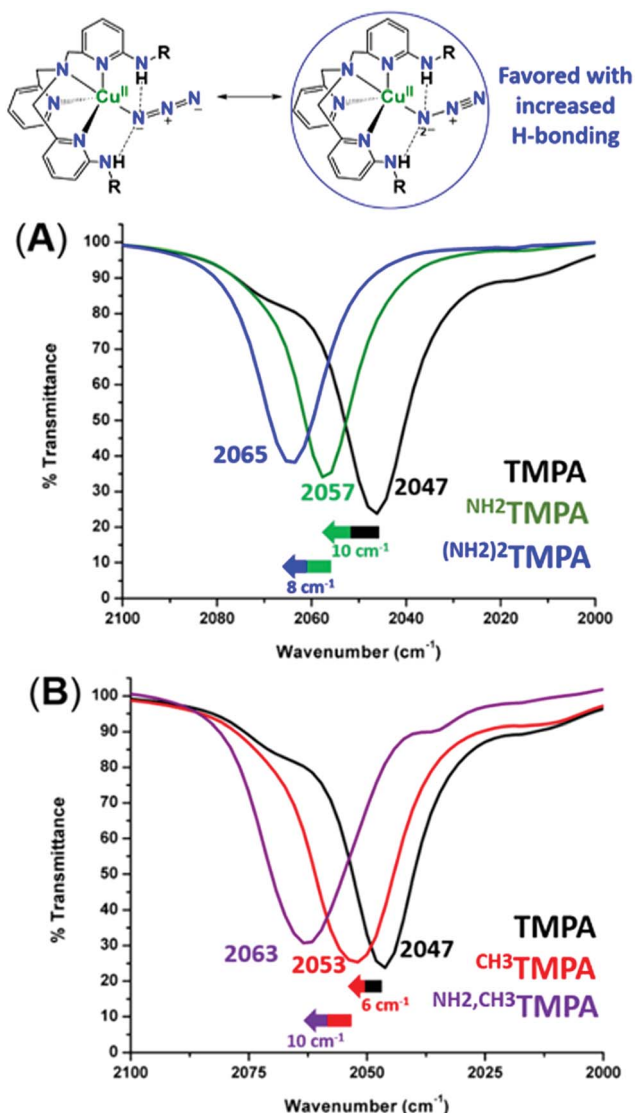 Favored with
increased
H-bonding
N
N
N
N
Cu^II
N
N
N
−
+
−
N
H
R
N
H
R
N
N
N
N
Cu^II
N
N
N
2−
+
N
H
R
N
H
R
(A)
100
90
80
70
60
50
40
30
20
10
0
% Transmittance
2065
2057
2047
10 cm-1
8 cm-1
TMPA
NH2TMPA
(NH2)2TMPA
2100
2080
2060
2040
2020
2000
Wavenumber (cm-1)
(B)
100
90
80
70
60
50
40
30
20
10
0
% Transmittance
2063
2053
2047
6 cm-1
10 cm-1
TMPA
CH3TMPA
NH2,CH3TMPA
2100
2075
2050
2025
2000
Wavenumber (cm-1)